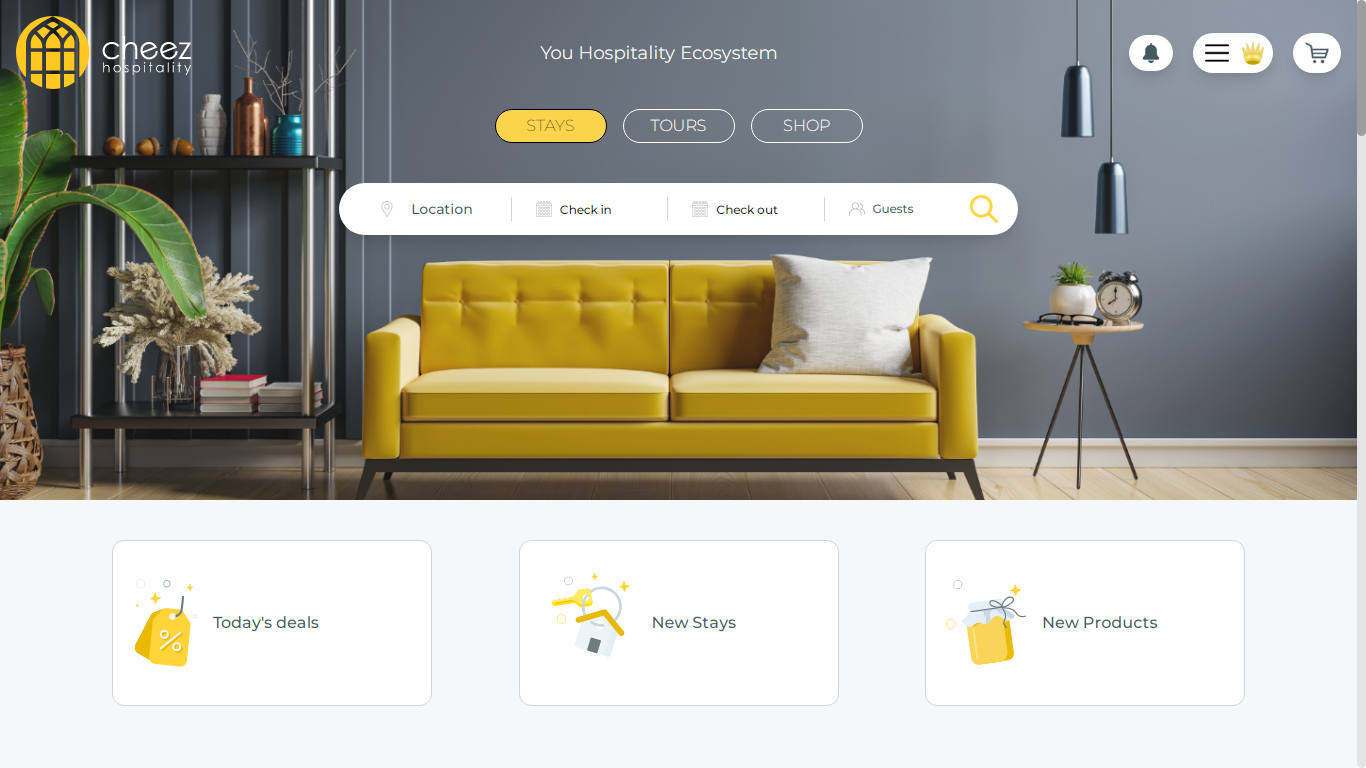 cheez
hospitality
You Hospitality Ecosystem
STAYS
TOURS
SHOP
Location
Check in
Check out
Guests
Today's deals
New Stays
New Products